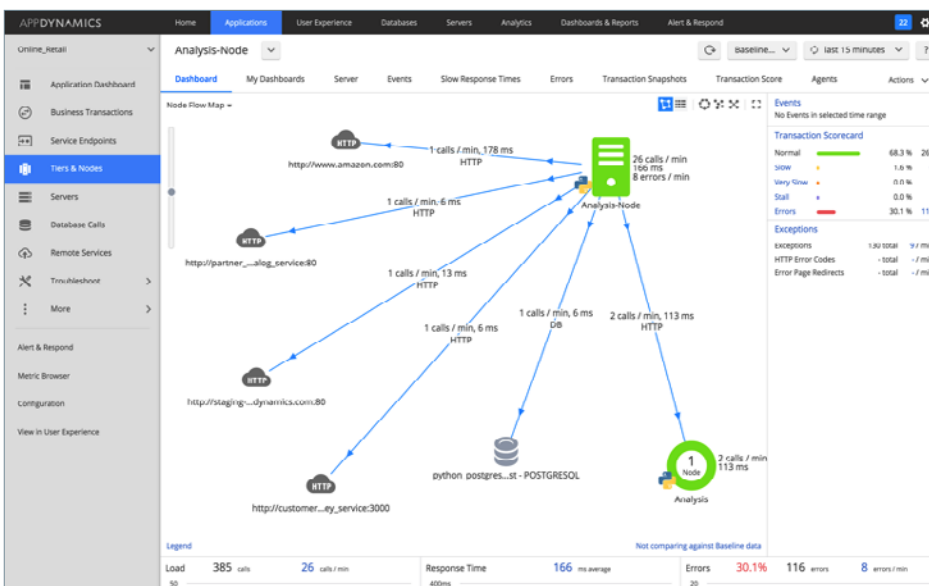 APPDYNAMICS
Home Applications User Experience Databases Servers Analytics Dashboards & Reports Alert & Respond 22
Online_Retail
Analysis-Node Baseline... last 15 minutes ?
Dashboard My Dashboards Server Events Slow Response Times Errors Transaction Snapshots Transaction Score Agents Actions
Application Dashboard
Business Transactions
Service Endpoints
Tiers & Nodes
Servers
Database Calls
Remote Services
Troubleshoot
More
Alert & Respond
Metric Browser
Configuration
View in User Experience
Node Flow Map
HTTP
http://www.amazon.com:80
1 calls / min, 178 ms
HTTP
26 calls / min
166 ms
8 errors / min
Analysis-Node
1 calls / min, 6 ms
HTTP
HTTP
http://partner_...alog_service:80
1 calls / min, 13 ms
HTTP
1 calls / min, 6 ms
HTTP
1 calls / min, 6 ms
DB
2 calls / min, 113 ms
HTTP
HTTP
http://staging-...dynamics.com:80
HTTP
http://customer...ey_service:3000
python_postgres...st - POSTGRESQL
1
Node
2 calls / min
113 ms
Analysis
Legend
Not comparing against Baseline data
Events
No Events in selected time range
Transaction Scorecard
Normal 68.3 % 26
Slow 1.6 %
Very Slow 0.0 %
Stall 0.0 %
Errors 30.1 % 11
Exceptions
Exceptions 130 total 9 / mi
HTTP Error Codes - total - / mi
Error Page Redirects - total - / mi
Load 385 calls 26 calls / min
50
Response Time 166 ms average
400ms
Errors 30.1% 116 errors 8 errors / min
20